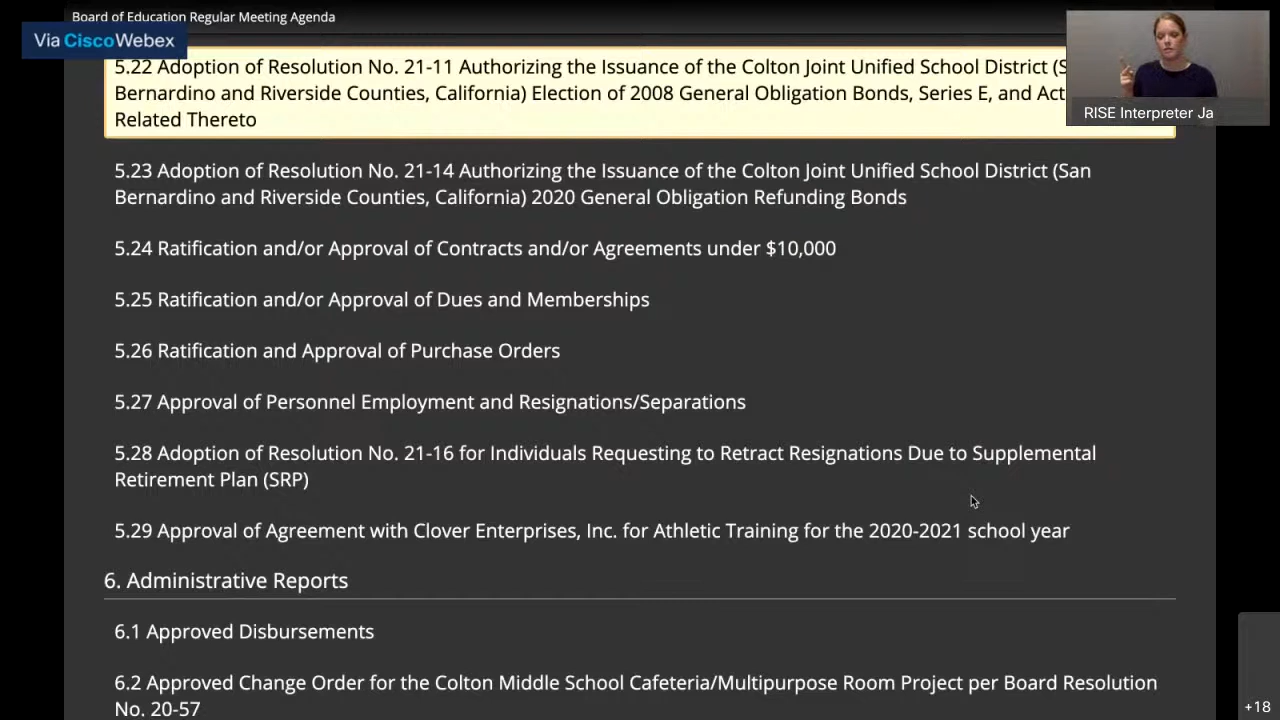 Board of Education Regular Meeting Agenda
Via CiscoWebex
5.22 Adoption of Resolution No. 21-11 Authorizing the Issuance of the Colton Joint Unified School District (S
Bernardino and Riverside Counties, California) Election of 2008 General Obligation Bonds, Series E, and Act
Related Thereto
RISE Interpreter Ja
5.23 Adoption of Resolution No. 21-14 Authorizing the Issuance of the Colton Joint Unified School District (San
Bernardino and Riverside Counties, California) 2020 General Obligation Refunding Bonds
5.24 Ratification and/or Approval of Contracts and/or Agreements under $10,000
5.25 Ratification and/or Approval of Dues and Memberships
5.26 Ratification and Approval of Purchase Orders
5.27 Approval of Personnel Employment and Resignations/Separations
5.28 Adoption of Resolution No. 21-16 for Individuals Requesting to Retract Resignations Due to Supplemental
Retirement Plan (SRP)
5.29 Approval of Agreement with Clover Enterprises, Inc. for Athletic Training for the 2020-2021 school year
6. Administrative Reports
6.1 Approved Disbursements
6.2 Approved Change Order for the Colton Middle School Cafeteria/Multipurpose Room Project per Board Resolution
No. 20-57
+18